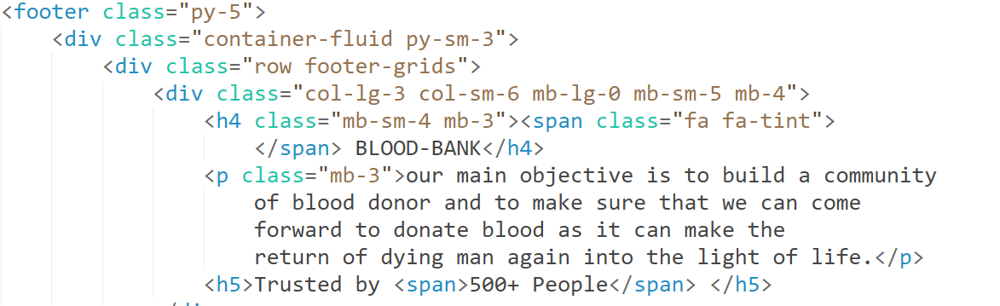 <footer class="py-5">
<div class="container-fluid py-sm-3">
<div class="row footer-grids">
<div class="col-lg-3 col-sm-6 mb-lg-0 mb-sm-5 mb-4">
<h4 class="mb-sm-4 mb-3"><span class="fa fa-tint">
</span> BLOOD-BANK</h4>
<p class="mb-3">our main objective is to build a community
of blood donor and to make sure that we can come
forward to donate blood as it can make the
return of dying man again into the light of life.</p>
<h5>Trusted by <span>500+ People</span> </h5>